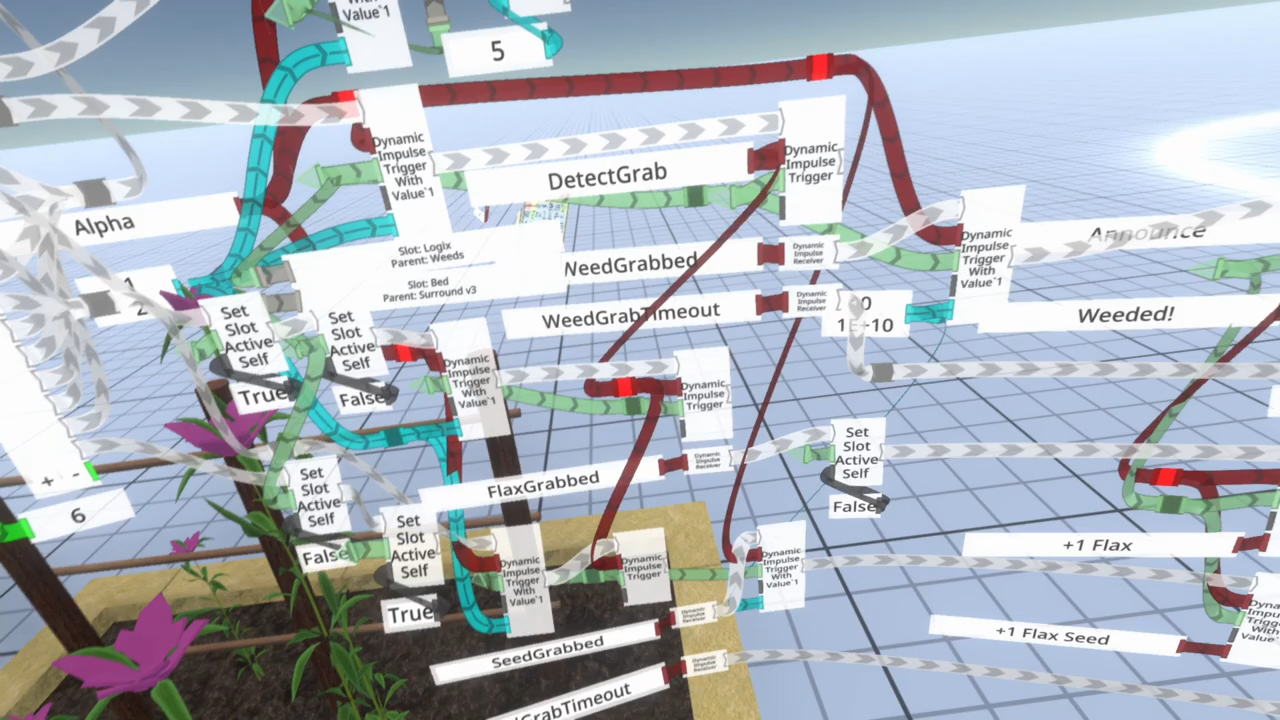 With
Value`1
5
Dynamic
Impulse
Trigger
With
Value`1
DetectGrab
Dynamic
Impulse
Trigger
Alpha
Slot: Logix
Parent: Weeds
Slot: Bed
Parent: Surround v3
Dynamic
Impulse
Receiver
Dynamic
Impulse
Trigger
With
Value`1
Announce
WeedGrabTimeout
Dynamic
Impulse
Receiver
0
1E+10
Weeded!
Set
Slot
Active
Self
True
Set
Slot
Active
Self
False
Dynamic
Impulse
Trigger
With
Value`1
Dynamic
Impulse
Trigger
+ -
6
FlaxGrabbed
Dynamic
Impulse
Receiver
Set
Slot
Active
Self
False
Set
Slot
Active
Self
False
Set
Slot
Active
Self
True
Dynamic
Impulse
Trigger
With
Value`1
Dynamic
Impulse
Trigger
Dynamic
Impulse
Trigger
With
Value`1
+1 Flax
SeedGrabbed
Dynamic
Impulse
Receiver
+1 Flax Seed
Dynamic
Impulse
Receiver